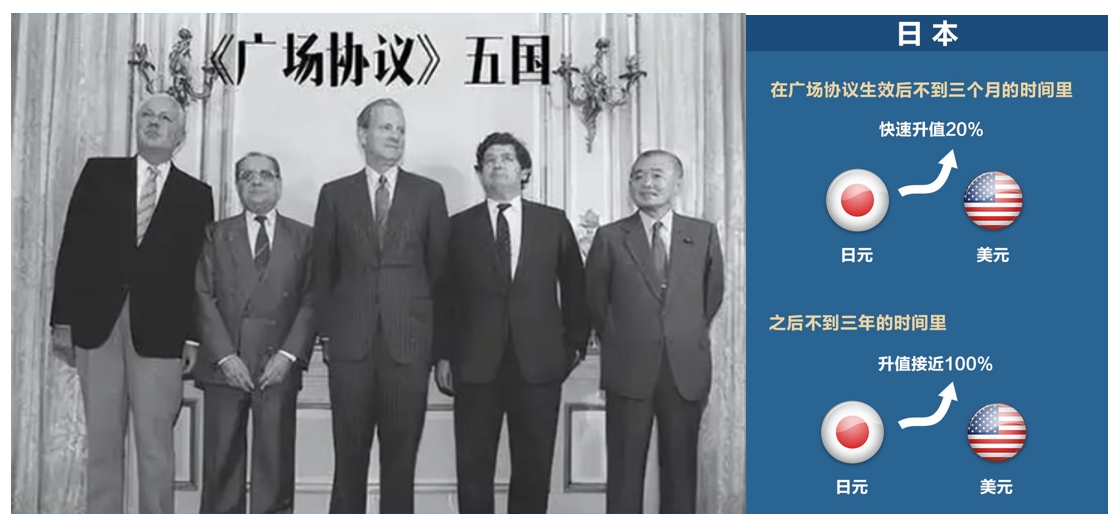 《广场协议》五国
日本
在广场协议生效后不到三个月的时间里
快速升值20%
日元
美元
之后不到三年的时间里
升值接近100%
日元
美元